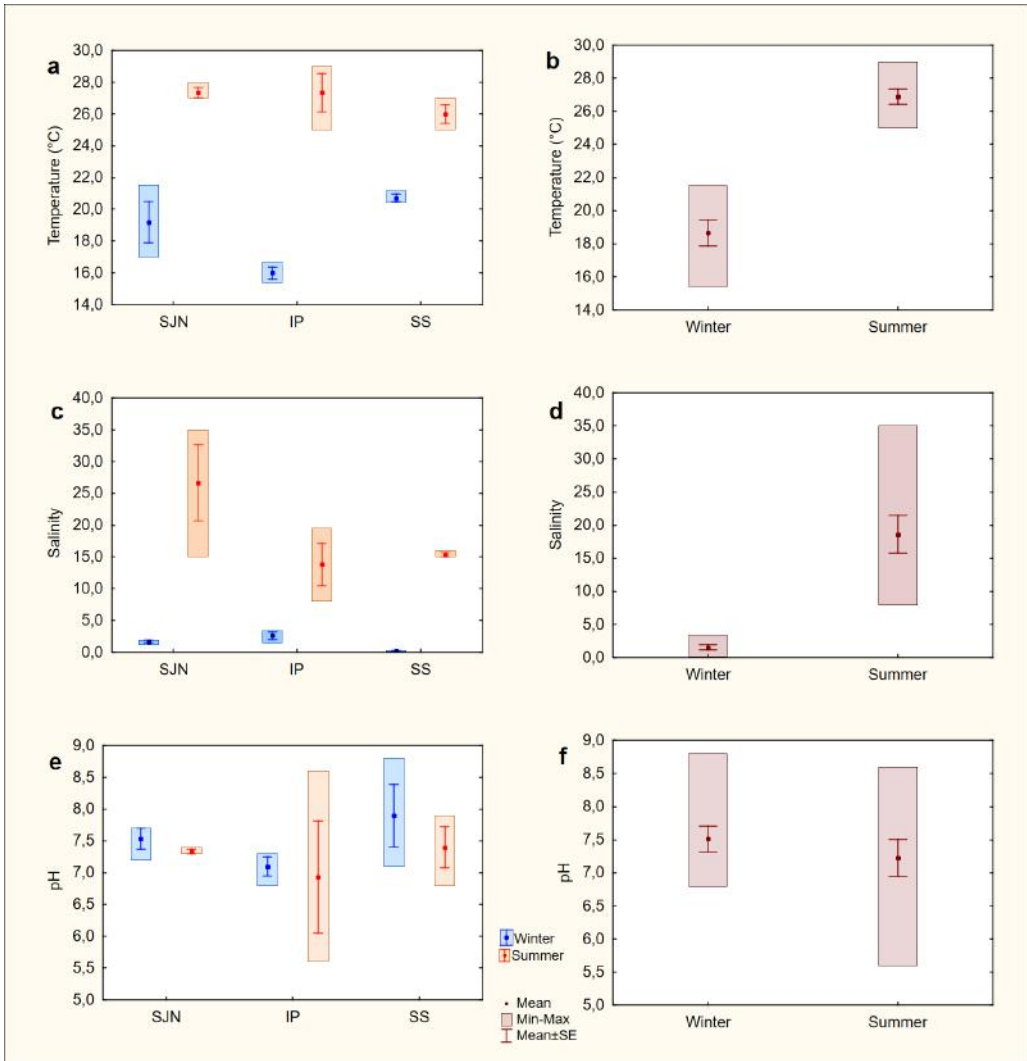 a
30,0
28,0
26,0
24,0
22,0
20,0
18,0
16,0
14,0
Temperature (°C)
SJN IP SS
b
30,0
28,0
26,0
24,0
22,0
20,0
18,0
16,0
14,0
Temperature (°C)
Winter Summer
c
40,0
35,0
30,0
25,0
20,0
15,0
10,0
5,0
0,0
Salinity
SJN IP SS
d
40,0
35,0
30,0
25,0
20,0
15,0
10,0
5,0
0,0
Salinity
Winter Summer
e
9,0
8,5
8,0
7,5
7,0
6,5
6,0
5,5
5,0
pH
SJN IP SS
Winter
Summer
Mean
Min-Max
Mean±SE
f
9,0
8,5
8,0
7,5
7,0
6,5
6,0
5,5
5,0
pH
Winter Summer